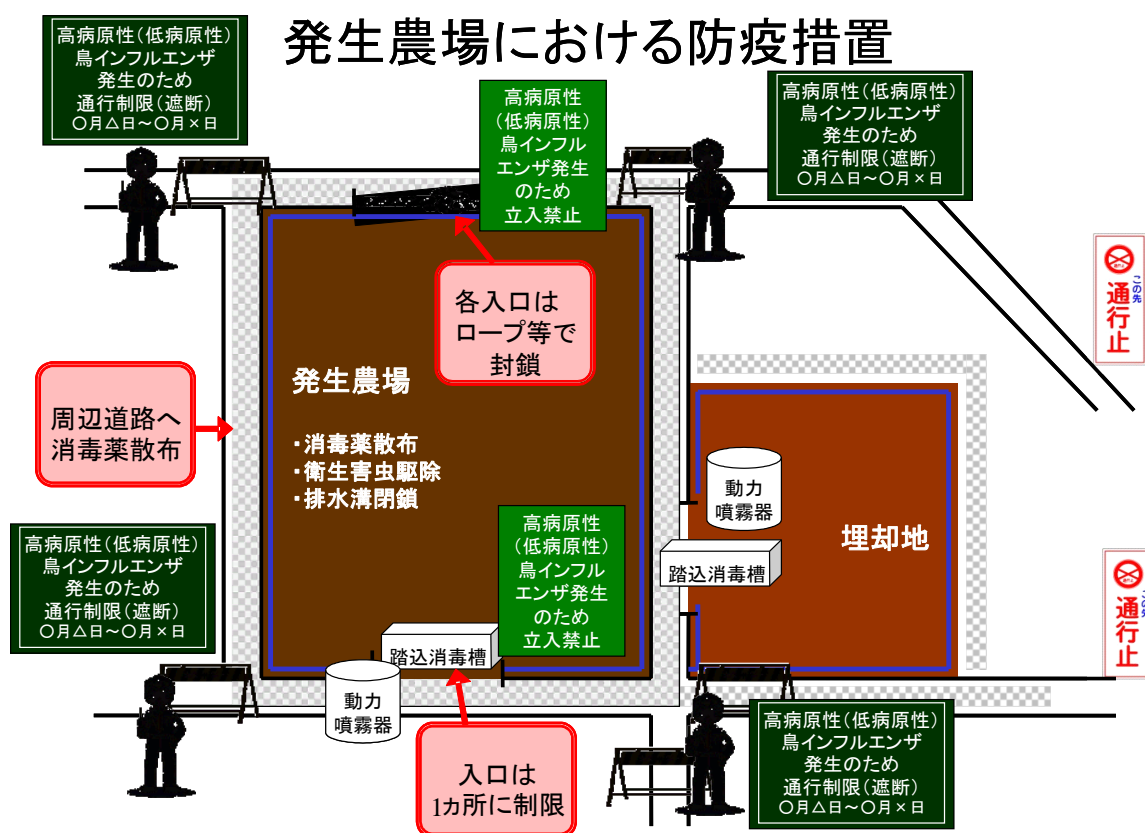 発生農場における防疫措置
高病原性（低病原性）
鳥インフルエンザ
発生のため
通行制限（遮断）
〇月△日～〇月×日
高病原性
（低病原性）
鳥インフル
エンザ発生
のため
立入禁止
高病原性（低病原性）
鳥インフルエンザ
発生のため
通行制限（遮断）
〇月△日～〇月×日
この先
通行止
各入口は
ロープ等で
封鎖
周辺道路へ
消毒薬散布
発生農場
・消毒薬散布
・衛生害虫駆除
・排水溝閉鎖
動力
噴霧器
埋却地
踏込消毒槽
高病原性（低病原性）
鳥インフルエンザ
発生のため
通行制限（遮断）
〇月△日～〇月×日
高病原性
（低病原性）
鳥インフル
エンザ発生
のため
立入禁止
この先
通行止
踏込消毒槽
動力
噴霧器
入口は
1ヵ所に制限
高病原性（低病原性）
鳥インフルエンザ
発生のため
通行制限（遮断）
〇月△日～〇月×日